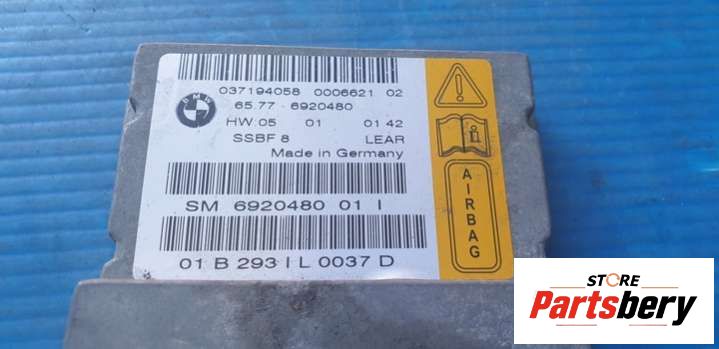 037194058 0006621 02
BMW
65.77 - 6920480
HW:05 01 01 42
SSBF 8 LEAR
Made in Germany
SM 6920480 01 I
01 B 293 I L 0037 D
AIRBAG
STORE
Partsbery